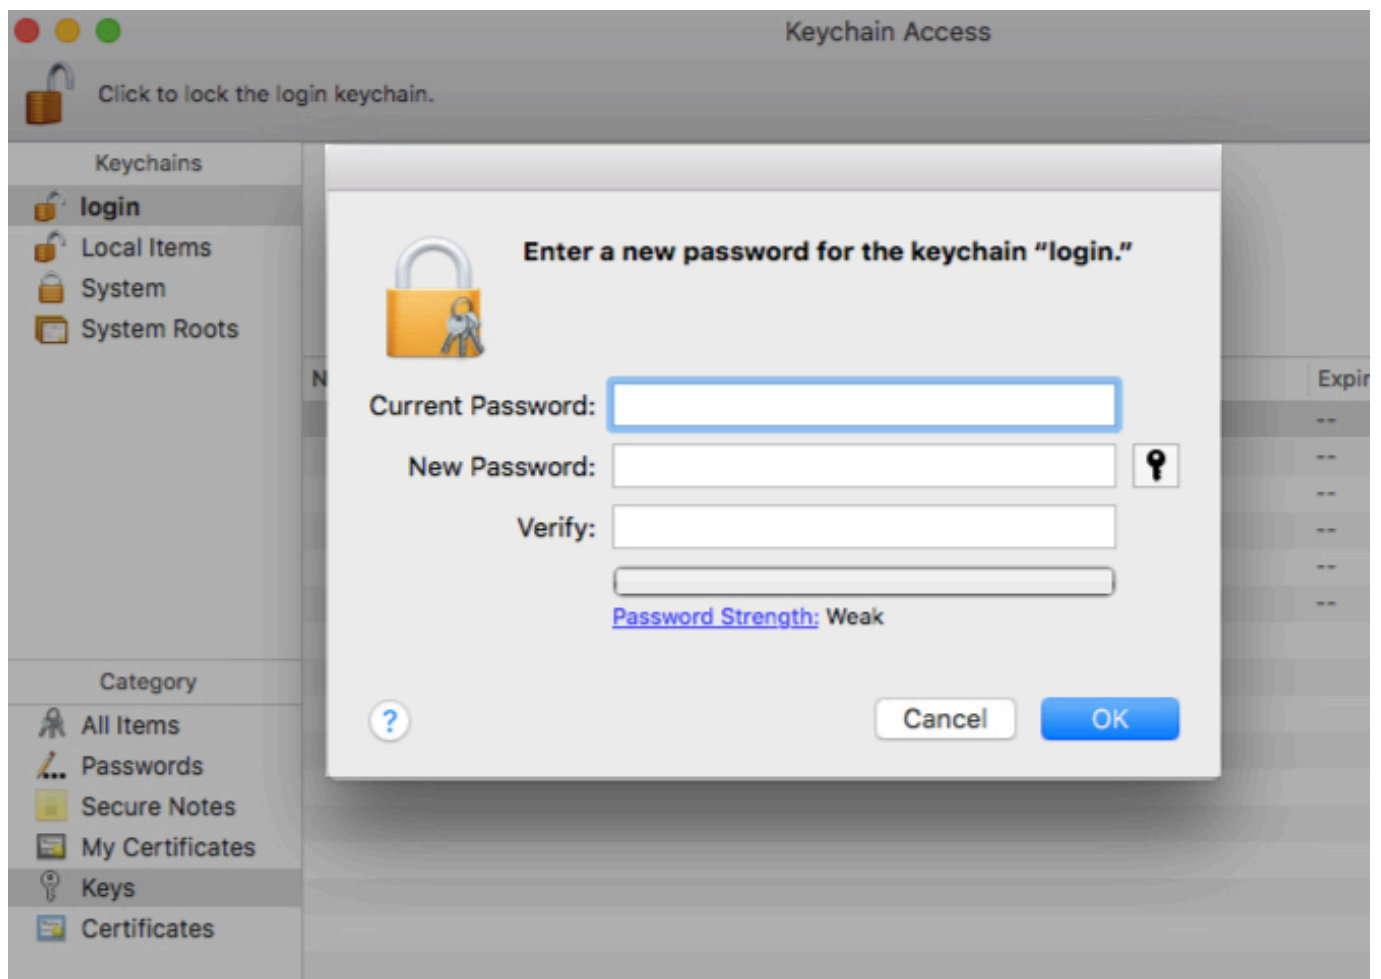 Keychain Access
Click to lock the login keychain.
Keychains
login
Local Items
System
System Roots
Enter a new password for the keychain “login.”
N
Expir
Current Password:
--
New Password:
--
--
Verify:
--
--
--
Password Strength: Weak
Category
All Items
Passwords
Secure Notes
My Certificates
Keys
Certificates
?
Cancel
OK